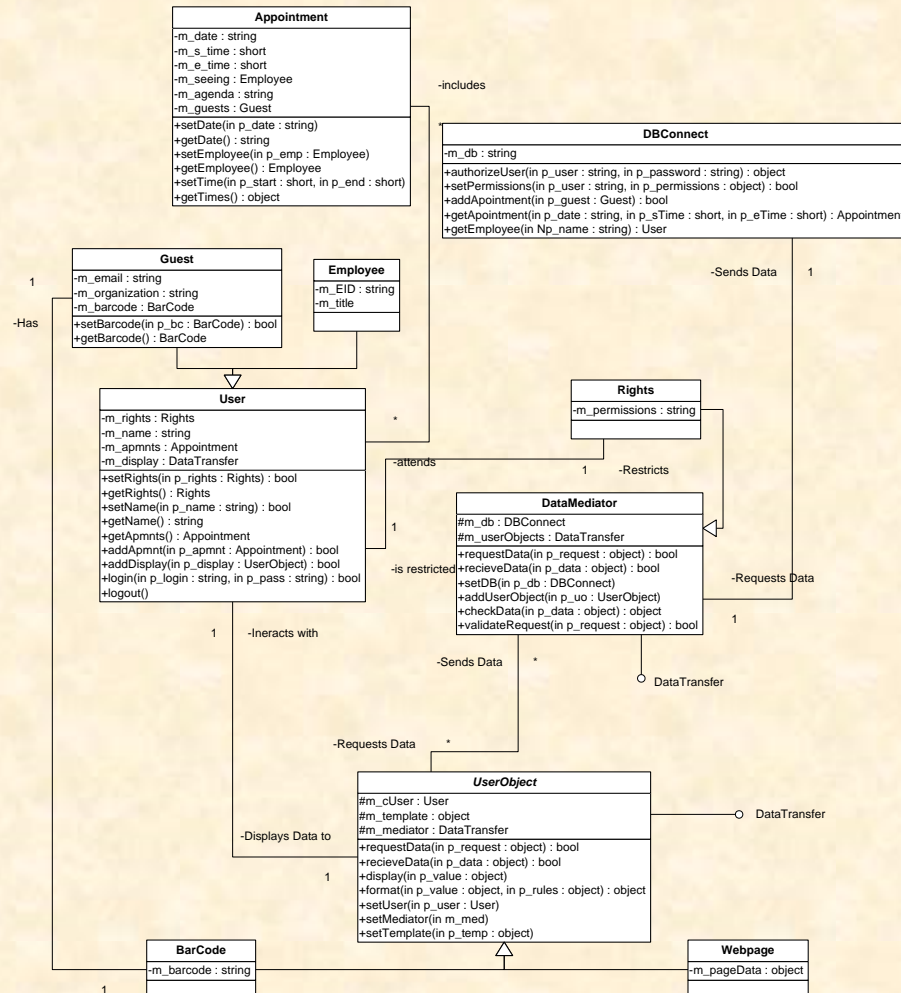 Appointment
-m_date : string
-m_s_time : short
-m_e_time : short
-m_seeing : Employee
-m_agenda : string
-m_guests : Guest
+setDate(in p_date : string)
+getDate() : string
+setEmployee(in p_emp : Employee)
+getEmployee() : Employee
+setTime(in p_start : short, in p_end : short)
+getTimes() : object
-includes
*
DBConnect
-m_db : string
+authorizeUser(in p_user : string, in p_password : string) : object
+setPermissions(in p_user : string, in p_permissions : object) : bool
+addApointment(in p_guest : Guest) : bool
+getApointment(in p_date : string, in p_sTime : short, in p_eTime : short) : Appointment
+getEmployee(in Np_name : string) : User
-Sends Data
1
Guest
-m_email : string
-m_organization : string
-m_barcode : BarCode
+setBarcode(in p_bc : BarCode) : bool
+getBarcode() : BarCode
1
-Has
Employee
-m_EID : string
-m_title
User
-m_rights : Rights
-m_name : string
-m_apmnts : Appointment
-m_display : DataTransfer
+setRights(in p_rights : Rights) : bool
+getRights() : Rights
+setName(in p_name : string) : bool
+getName() : string
+getApmnts() : Appointment
+addApmnt(in p_apmnt : Appointment) : bool
+addDisplay(in p_display : UserObject) : bool
+login(in p_login : string, in p_pass : string) : bool
+logout()
*
-attends
1
-is restricted
Rights
-m_permissions : string
1
-Restricts
DataMediator
#m_db : DBConnect
#m_userObjects : DataTransfer
+requestData(in p_request : object) : bool
+recieveData(in p_data : object) : bool
+setDB(in p_db : DBConnect)
+addUserObject(in p_uo : UserObject)
+checkData(in p_data : object) : object
+validateRequest(in p_request : object) : bool
-Requests Data
1
1
-Ineracts with
-Sends Data
*
DataTransfer
-Requests Data
*
UserObject
#m_cUser : User
#m_template : object
#m_mediator : DataTransfer
+requestData(in p_request : object) : bool
+recieveData(in p_data : object) : bool
+display(in p_value : object)
+format(in p_value : object, in p_rules : object) : object
+setUser(in p_user : User)
+setMediator(in m_med)
+setTemplate(in p_temp : object)
DataTransfer
-Displays Data to
1
BarCode
-m_barcode : string
1
Webpage
-m_pageData : object